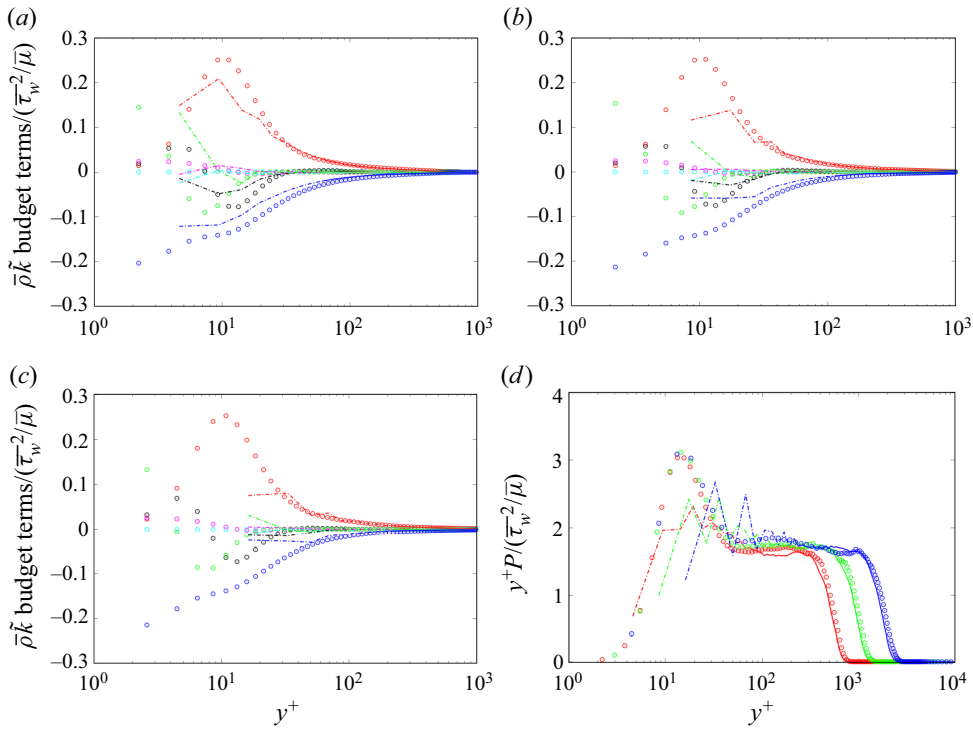 (a) (b)
0.3 0.3
0.2 0.2
0.1 0.1
0 0
–0.1 –0.1
–0.2 –0.2
–0.3 –0.3
ρ̄k̃ budget terms/(τ̄_w²/μ̄)
10⁰ 10¹ 10² 10³ 10⁰ 10¹ 10² 10³
(c) (d)
0.3 4
0.2 3
0.1
0 2
–0.1
–0.2 1
–0.3 0
ρ̄k̃ budget terms/(τ̄_w²/μ̄)
y⁺P/(τ̄_w²/μ̄)
10⁰ 10¹ 10² 10³ 10⁰ 10¹ 10² 10³ 10⁴
y⁺ y⁺